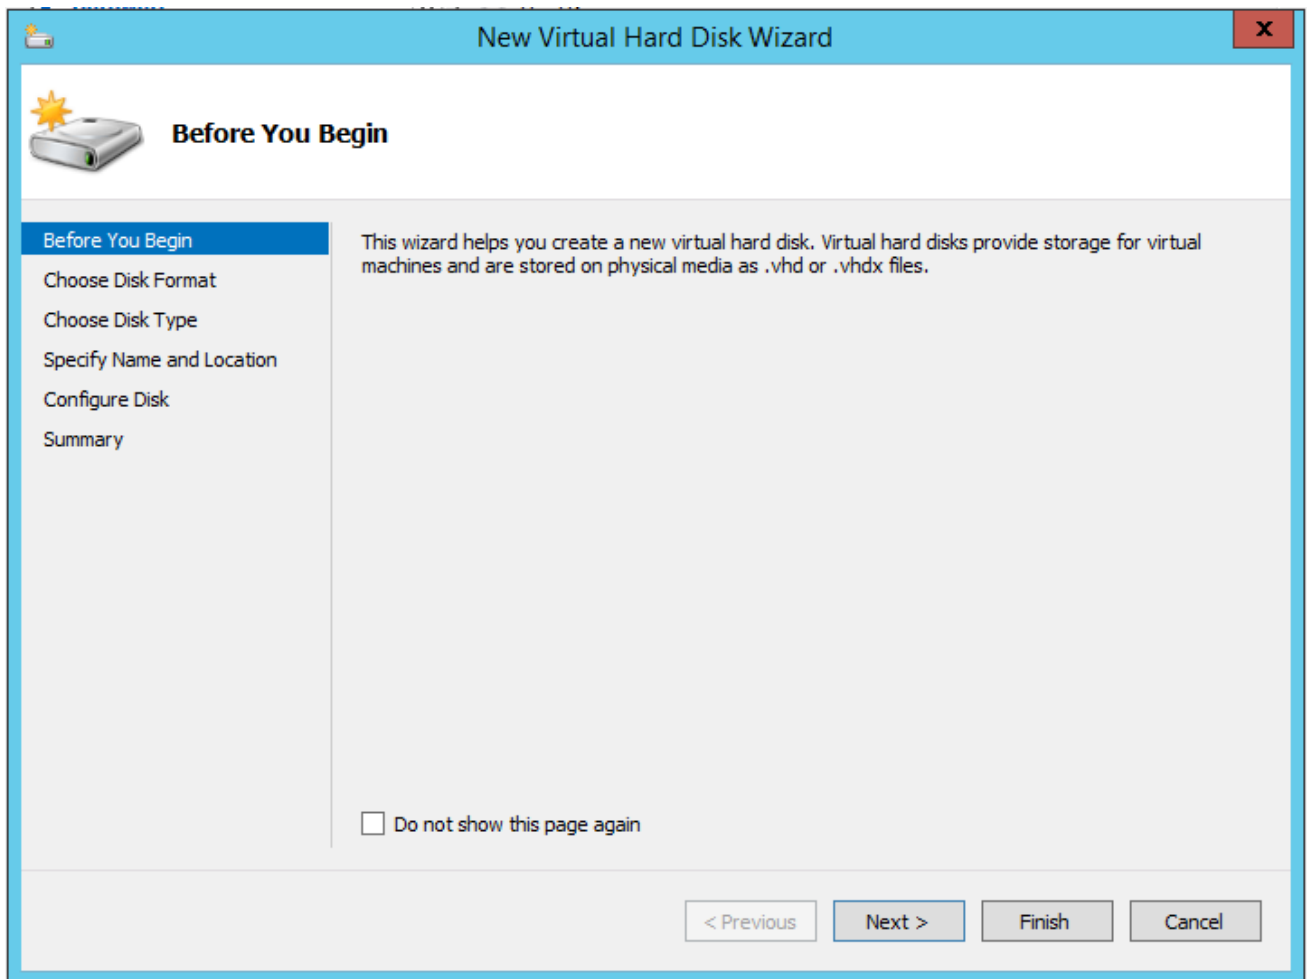 New Virtual Hard Disk Wizard
x
Before You Begin
Before You Begin
Choose Disk Format
Choose Disk Type
Specify Name and Location
Configure Disk
Summary
This wizard helps you create a new virtual hard disk. Virtual hard disks provide storage for virtual
machines and are stored on physical media as .vhd or .vhdx files.
Do not show this page again
< Previous
Next >
Finish
Cancel